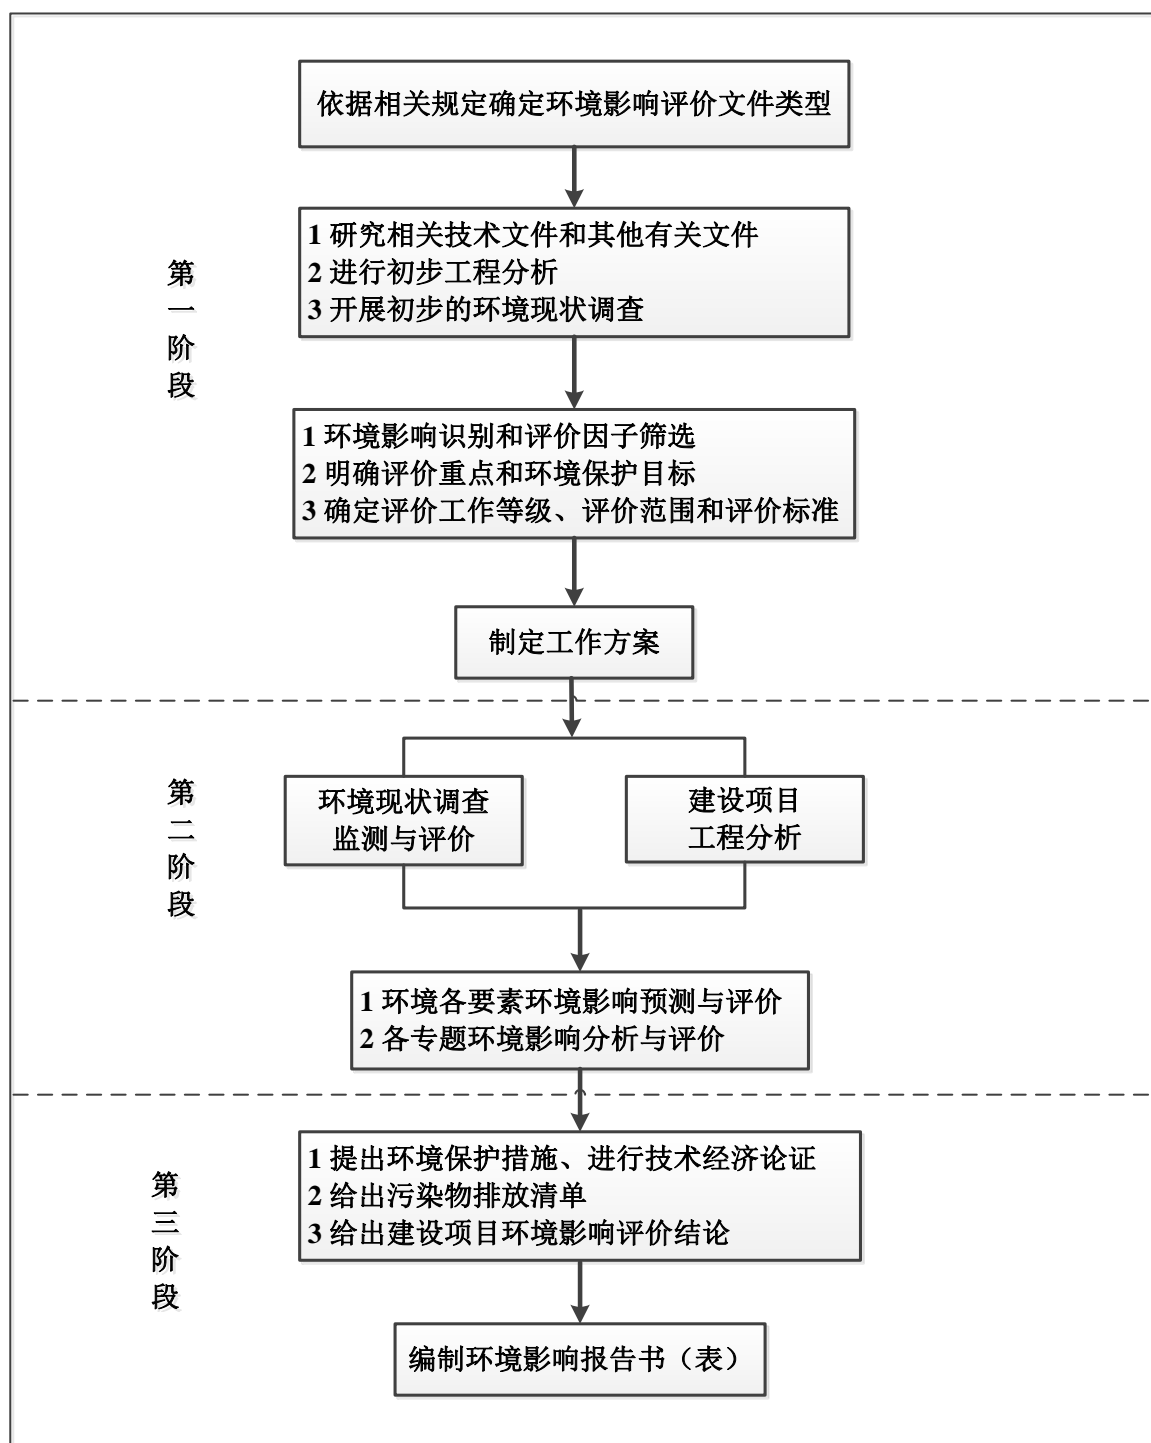 依据相关规定确定环境影响评价文件类型
1 研究相关技术文件和其他有关文件
2 进行初步工程分析
3 开展初步的环境现状调查
第
一
阶
段
1 环境影响识别和评价因子筛选
2 明确评价重点和环境保护目标
3 确定评价工作等级、评价范围和评价标准
制定工作方案
第
二
阶
段
环境现状调查
监测与评价
建设项目
工程分析
1 环境各要素环境影响预测与评价
2 各专题环境影响分析与评价
第
三
阶
段
1 提出环境保护措施、进行技术经济论证
2 给出污染物排放清单
3 给出建设项目环境影响评价结论
编制环境影响报告书（表）